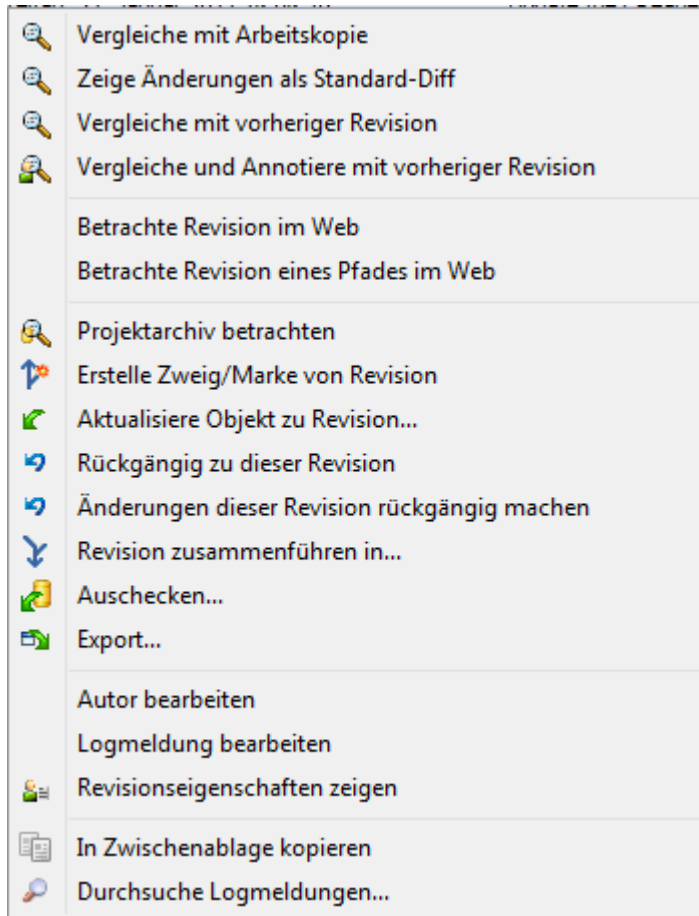 Vergleiche mit Arbeitskopie
Zeige Änderungen als Standard-Diff
Vergleiche mit vorheriger Revision
Vergleiche und Annotiere mit vorheriger Revision
Betrachte Revision im Web
Betrachte Revision eines Pfades im Web
Projektarchiv betrachten
Erstelle Zweig/Marke von Revision
Aktualisiere Objekt zu Revision...
Rückgängig zu dieser Revision
Änderungen dieser Revision rückgängig machen
Revision zusammenführen in...
Auschecken...
Export...
Autor bearbeiten
Logmeldung bearbeiten
Revisionseigenschaften zeigen
In Zwischenablage kopieren
Durchsuche Logmeldungen...